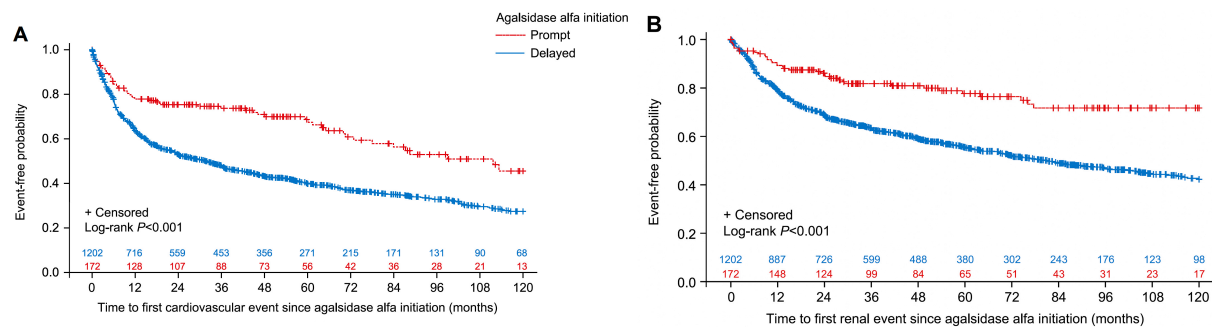 A
Agalsidase alfa initiation
Prompt
Delayed
Event-free probability
1.0
0.8
0.6
0.4
0.2
0.0
+ Censored
Log-rank P<0.001
1202 716 559 453 356 271 215 171 131 90 68
172 128 107 88 73 56 42 36 28 21 13
0 12 24 36 48 60 72 84 96 108 120
Time to first cardiovascular event since agalsidase alfa initiation (months)
B
Event-free probability
1.0
0.8
0.6
0.4
0.2
0.0
+ Censored
Log-rank P<0.001
1202 887 726 599 488 380 302 243 176 123 98
172 148 124 99 84 65 51 43 31 23 17
0 12 24 36 48 60 72 84 96 108 120
Time to first renal event since agalsidase alfa initiation (months)